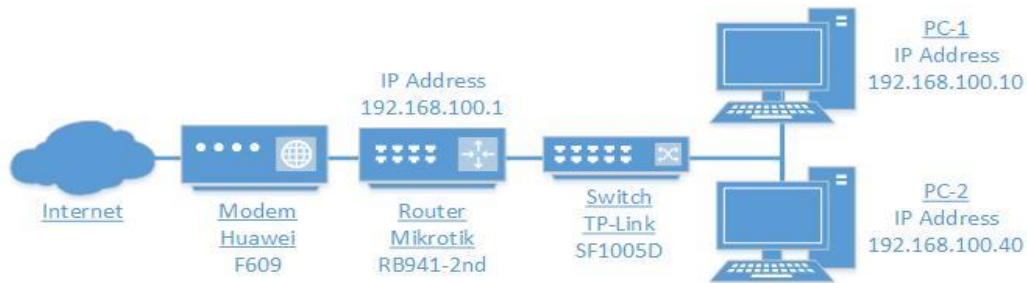 Internet
Modem
Huawei
F609
IP Address
192.168.100.1
Router
Mikrotik
RB941-2nd
Switch
TP-Link
SF1005D
PC-1
IP Address
192.168.100.10
PC-2
IP Address
192.168.100.40